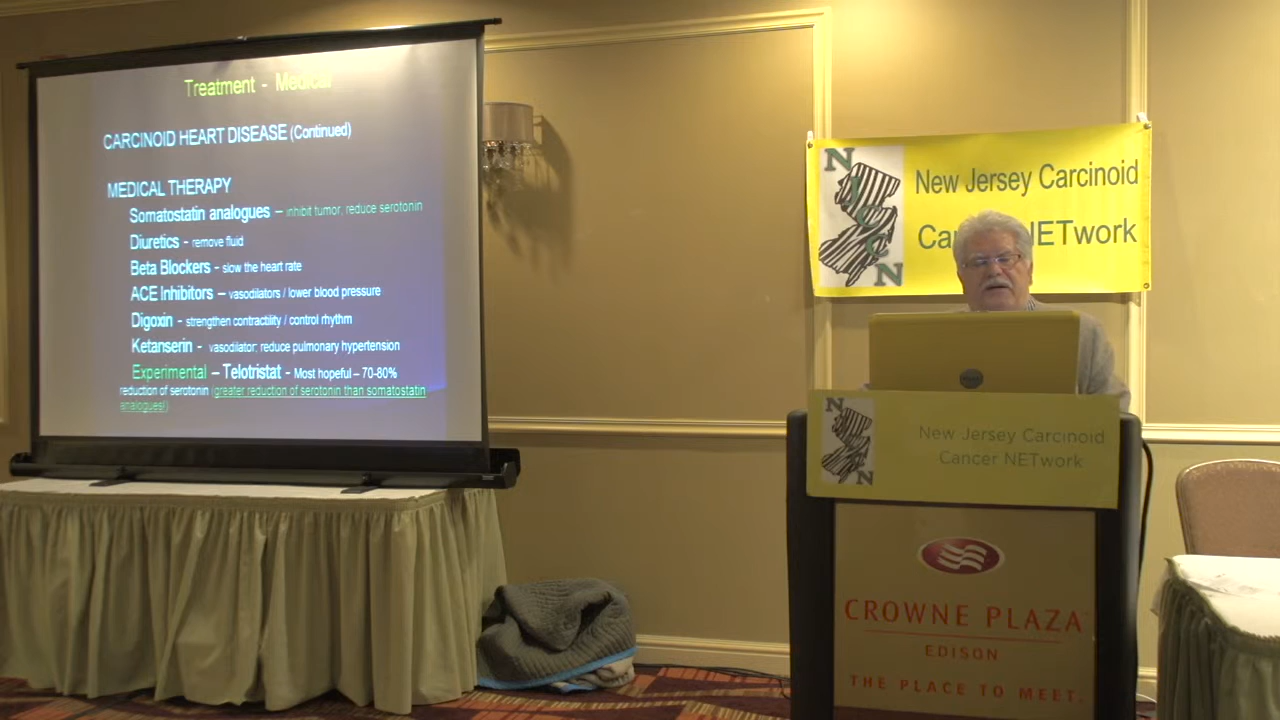 Treatment - Medical
CARCINOID HEART DISEASE (Continued)
MEDICAL THERAPY
Somatostatin analogues – inhibit tumor, reduce serotonin
Diuretics - remove fluid
Beta Blockers - slow the heart rate
ACE Inhibitors – vasodilators / lower blood pressure
Digoxin - strengthen contractility / control rhythm
Ketanserin - vasodilator: reduce pulmonary hypertension
Experimental – Telotristat - Most hopeful – 70-80%
reduction of serotonin (greater reduction of serotonin than somatostatin
analogues!)
NJCCN
New Jersey Carcinoid
Ca NETwork
N N
New Jersey Carcinoid
Cancer NETwork
CROWNE PLAZA
EDISON
THE PLACE TO MEET.